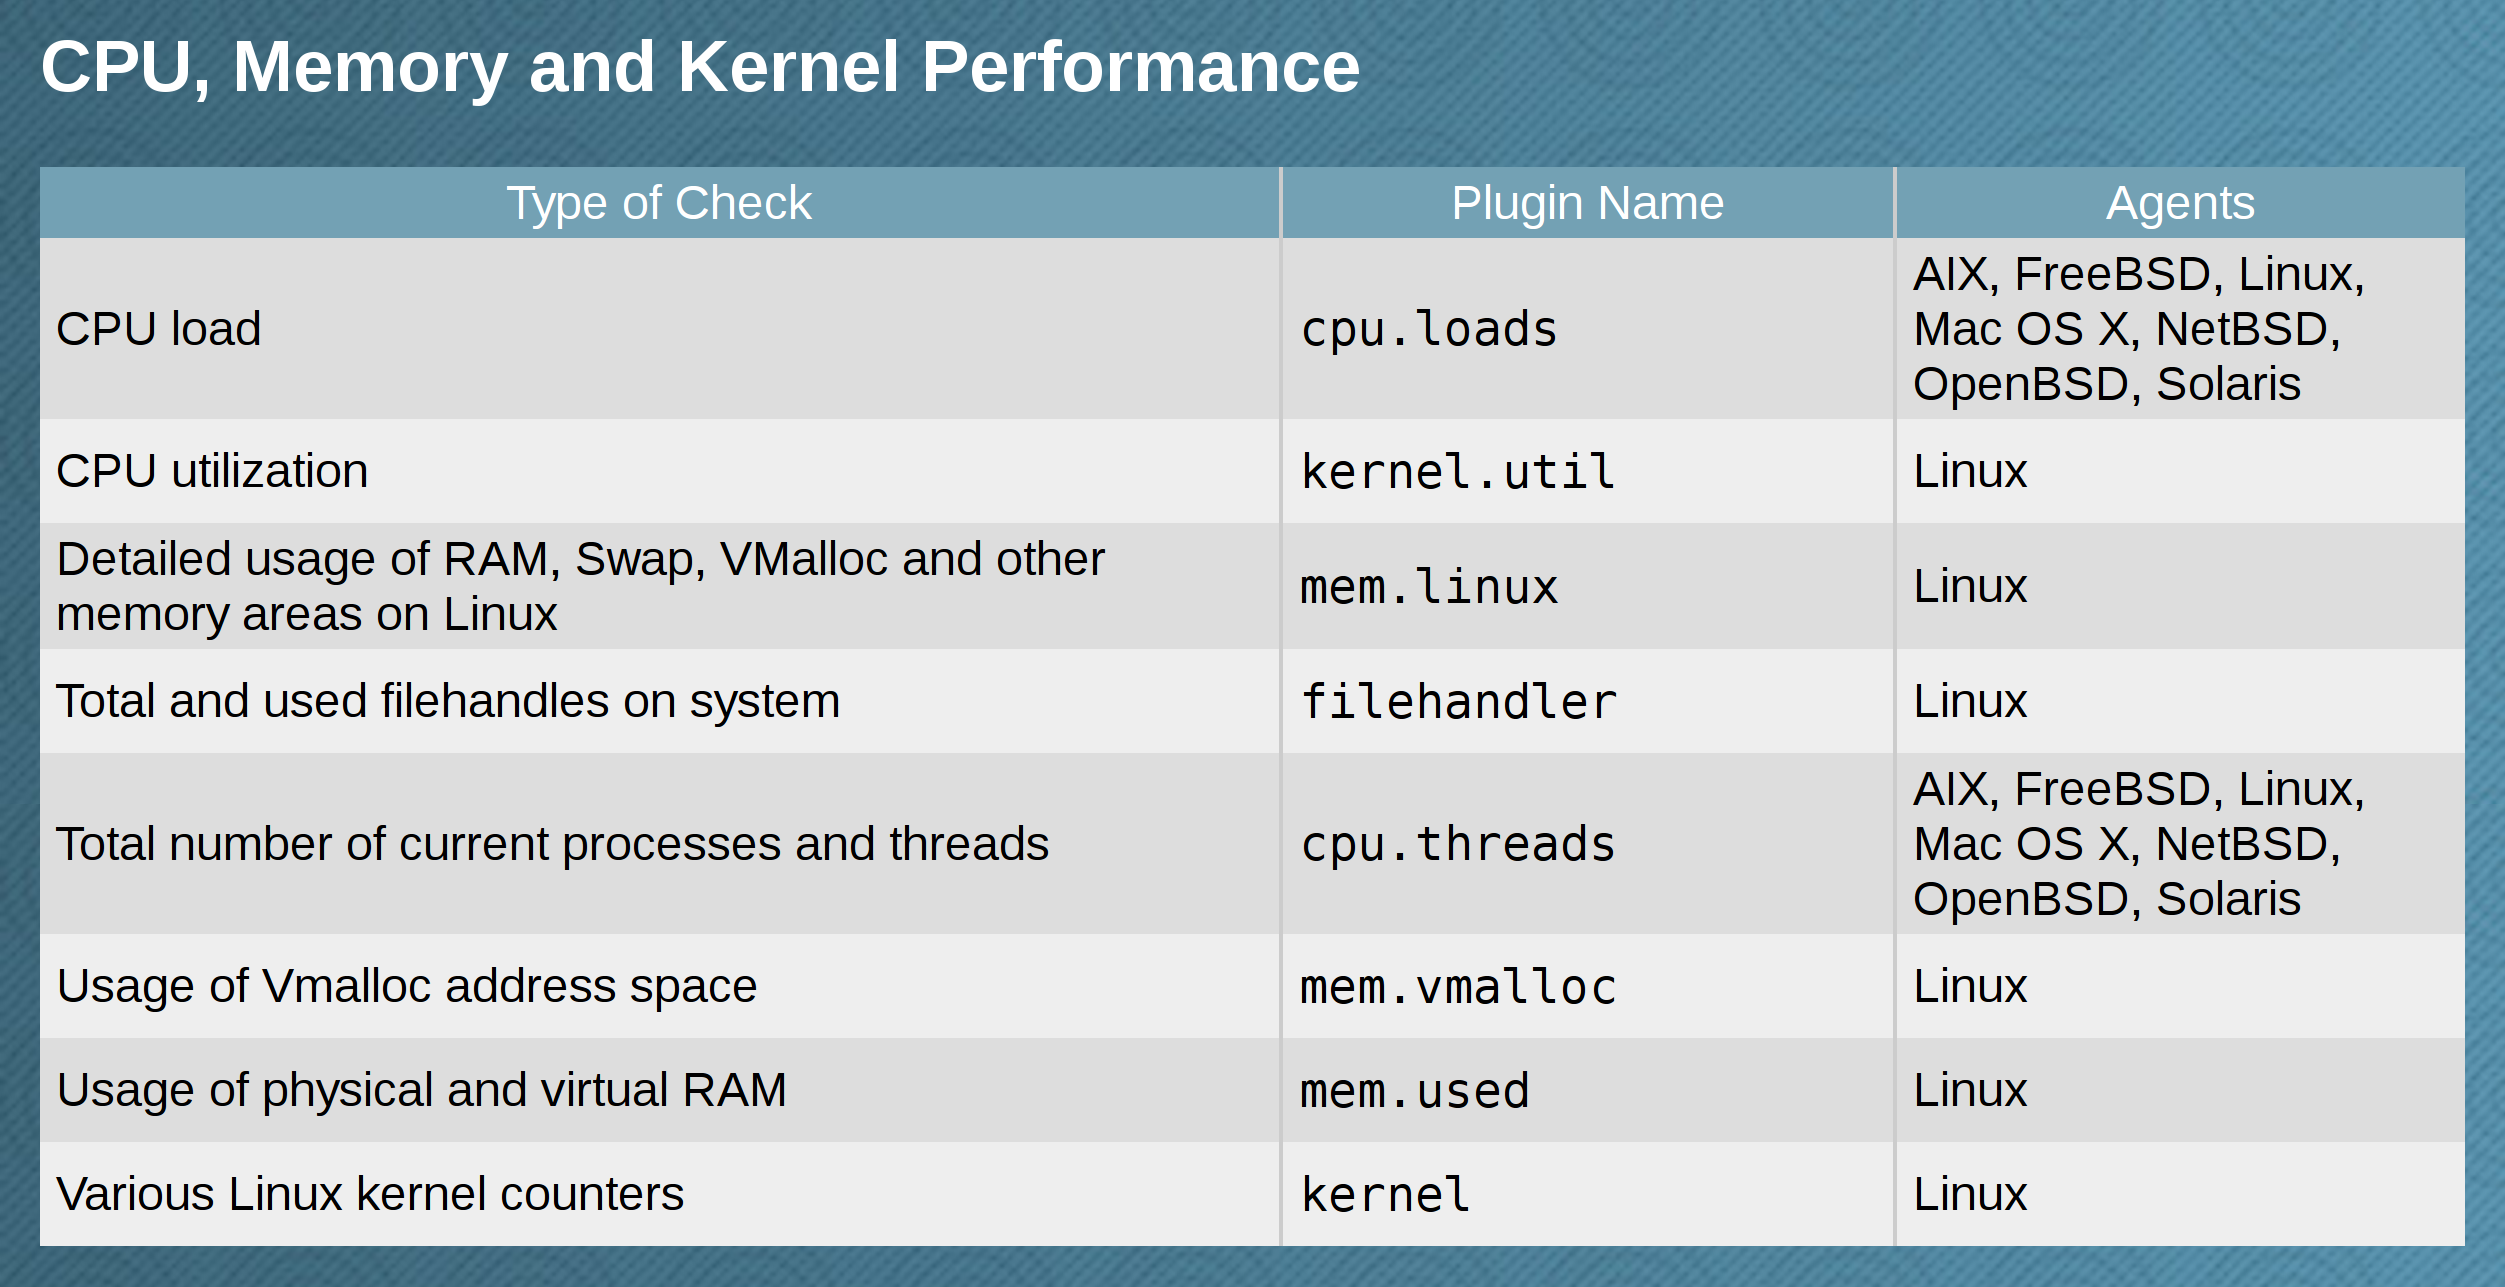 CPU, Memory and Kernel Performance
Type of Check
Plugin Name
Agents
CPU load
cpu.loads
AIX, FreeBSD, Linux,
Mac OS X, NetBSD,
OpenBSD, Solaris
CPU utilization
kernel.util
Linux
Detailed usage of RAM, Swap, VMalloc and other
memory areas on Linux
mem.linux
Linux
Total and used filehandles on system
filehandler
Linux
Total number of current processes and threads
cpu.threads
AIX, FreeBSD, Linux,
Mac OS X, NetBSD,
OpenBSD, Solaris
Usage of Vmalloc address space
mem.vmalloc
Linux
Usage of physical and virtual RAM
mem.used
Linux
Various Linux kernel counters
kernel
Linux